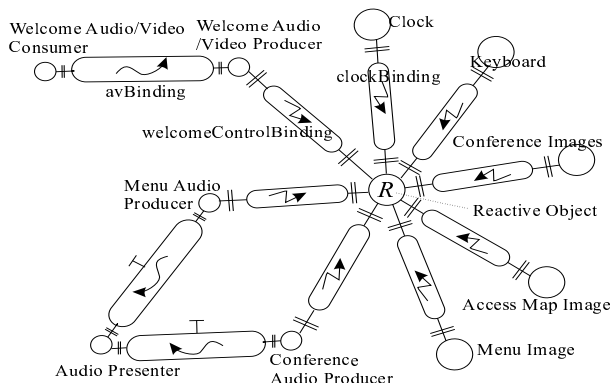 Welcome Audio/Video
Consumer
Welcome Audio
/Video Producer
Clock
Keyboard
clockBinding
avBinding
welcomeControlBinding
Conference Images
Menu Audio
Producer
R
Reactive Object
Access Map Image
Menu Image
Conference
Audio Producer
Audio Presenter